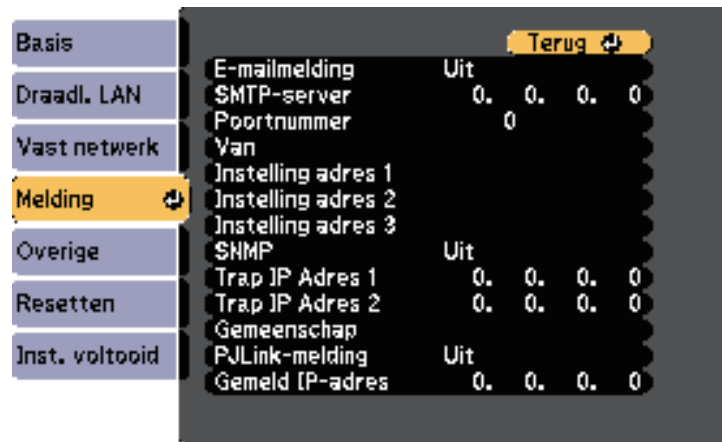 Basis
Draadl. LAN
Vast netwerk
Melding
Overige
Resetten
Inst. voltooid
Terug
E-mailmelding Uit
SMTP-server 0. 0. 0. 0
Poortnummer 0
Van
Instelling adres 1
Instelling adres 2
Instelling adres 3
SNMP Uit
Trap IP Adres 1 0. 0. 0. 0
Trap IP Adres 2 0. 0. 0. 0
Gemeenschap
PJLink-melding Uit
Gemeld IP-adres 0. 0. 0. 0